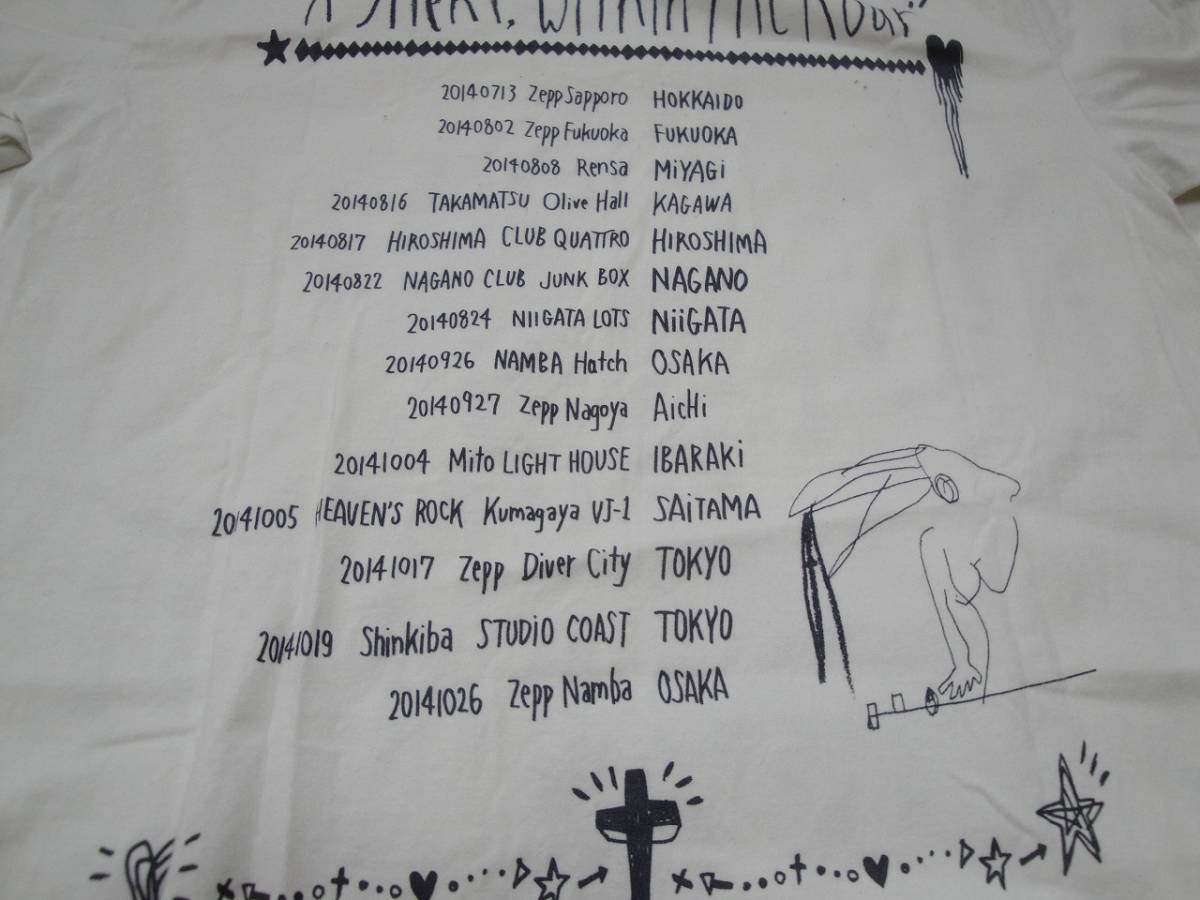 20140713 Zepp Sapporo HOKKAIDO
20140802 Zepp Fukuoka FUKUOKA
20140808 Rensa MiYAGi
20140816 TAKAMATSU Olive Hall KAGAWA
20140817 HIROSHIMA CLUB QUATTRO HIROSHIMA
20140822 NAGANO CLUB JUNK BOX NAGANO
20140824 NIIGATA LOTS NiiGATA
20140926 NAMBA Hatch OSAKA
20140927 Zepp Nagoya AicHi
20141004 Mito LIGHT HOUSE IBARAKi
20141005 HEAVEN'S ROCK Kumagaya VJ-1 SAiTAMA
20141017 Zepp Diver City TOKYO
20141019 Shinkiba STUDiO COAST TOKYO
20141026 Zepp Namba OSAKA